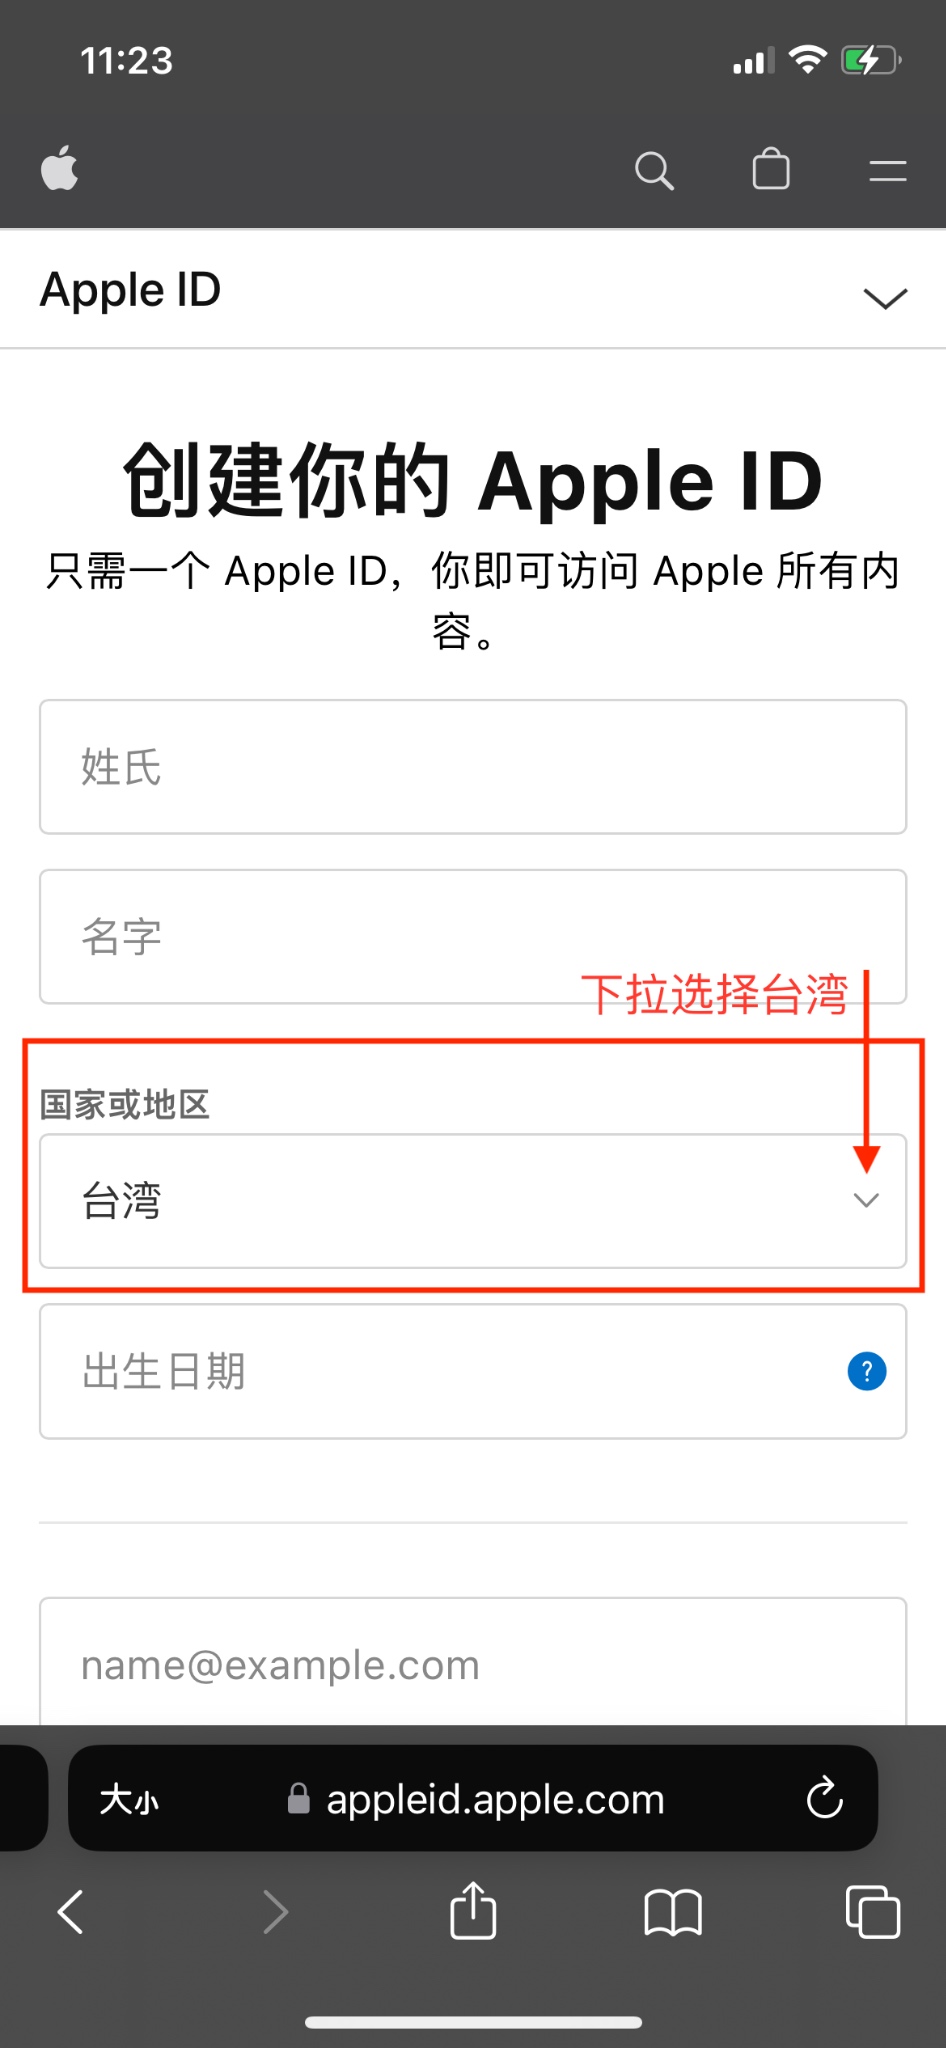 11:23
Apple ID
创建你的 Apple ID
只需一个 Apple ID，你即可访问 Apple 所有内
容。
姓氏
名字
下拉选择台湾
国家或地区
台湾
出生日期
?
name@example.com
大小
appleid.apple.com